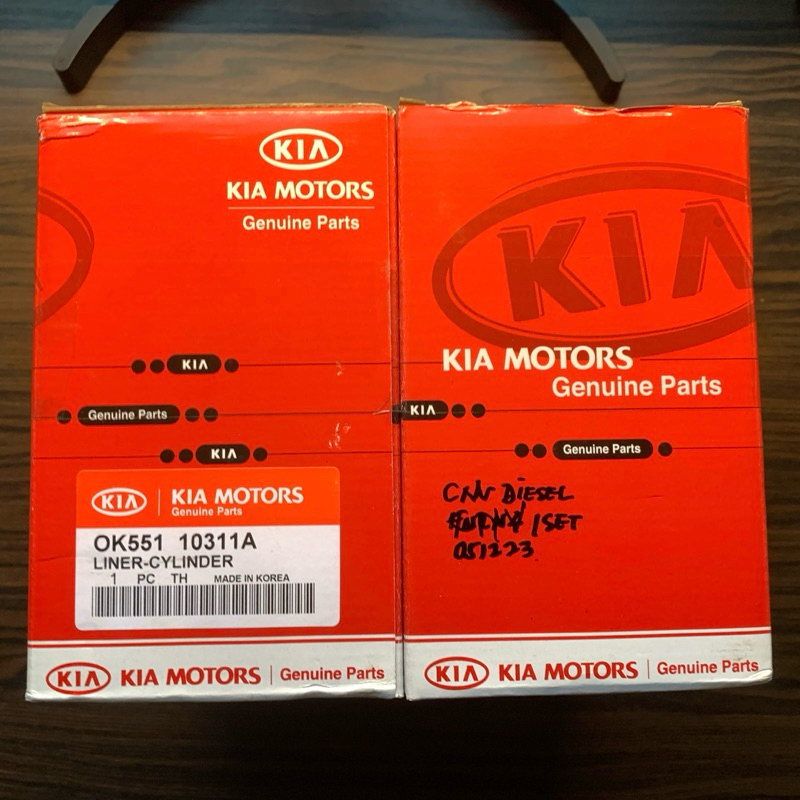 KIA
KIA MOTORS
Genuine Parts
KIA
Genuine Parts
KIA
KIA KIA MOTORS
Genuine Parts
OK551 10311A
LINER-CYLINDER
1 PC TH MADE IN KOREA
KIA KIA MOTORS Genuine Parts
KIA
KIA MOTORS
Genuine Parts
KIA
Genuine Parts
DIESEL
1SET
051223
KIA KIA MOTORS Genuine Parts